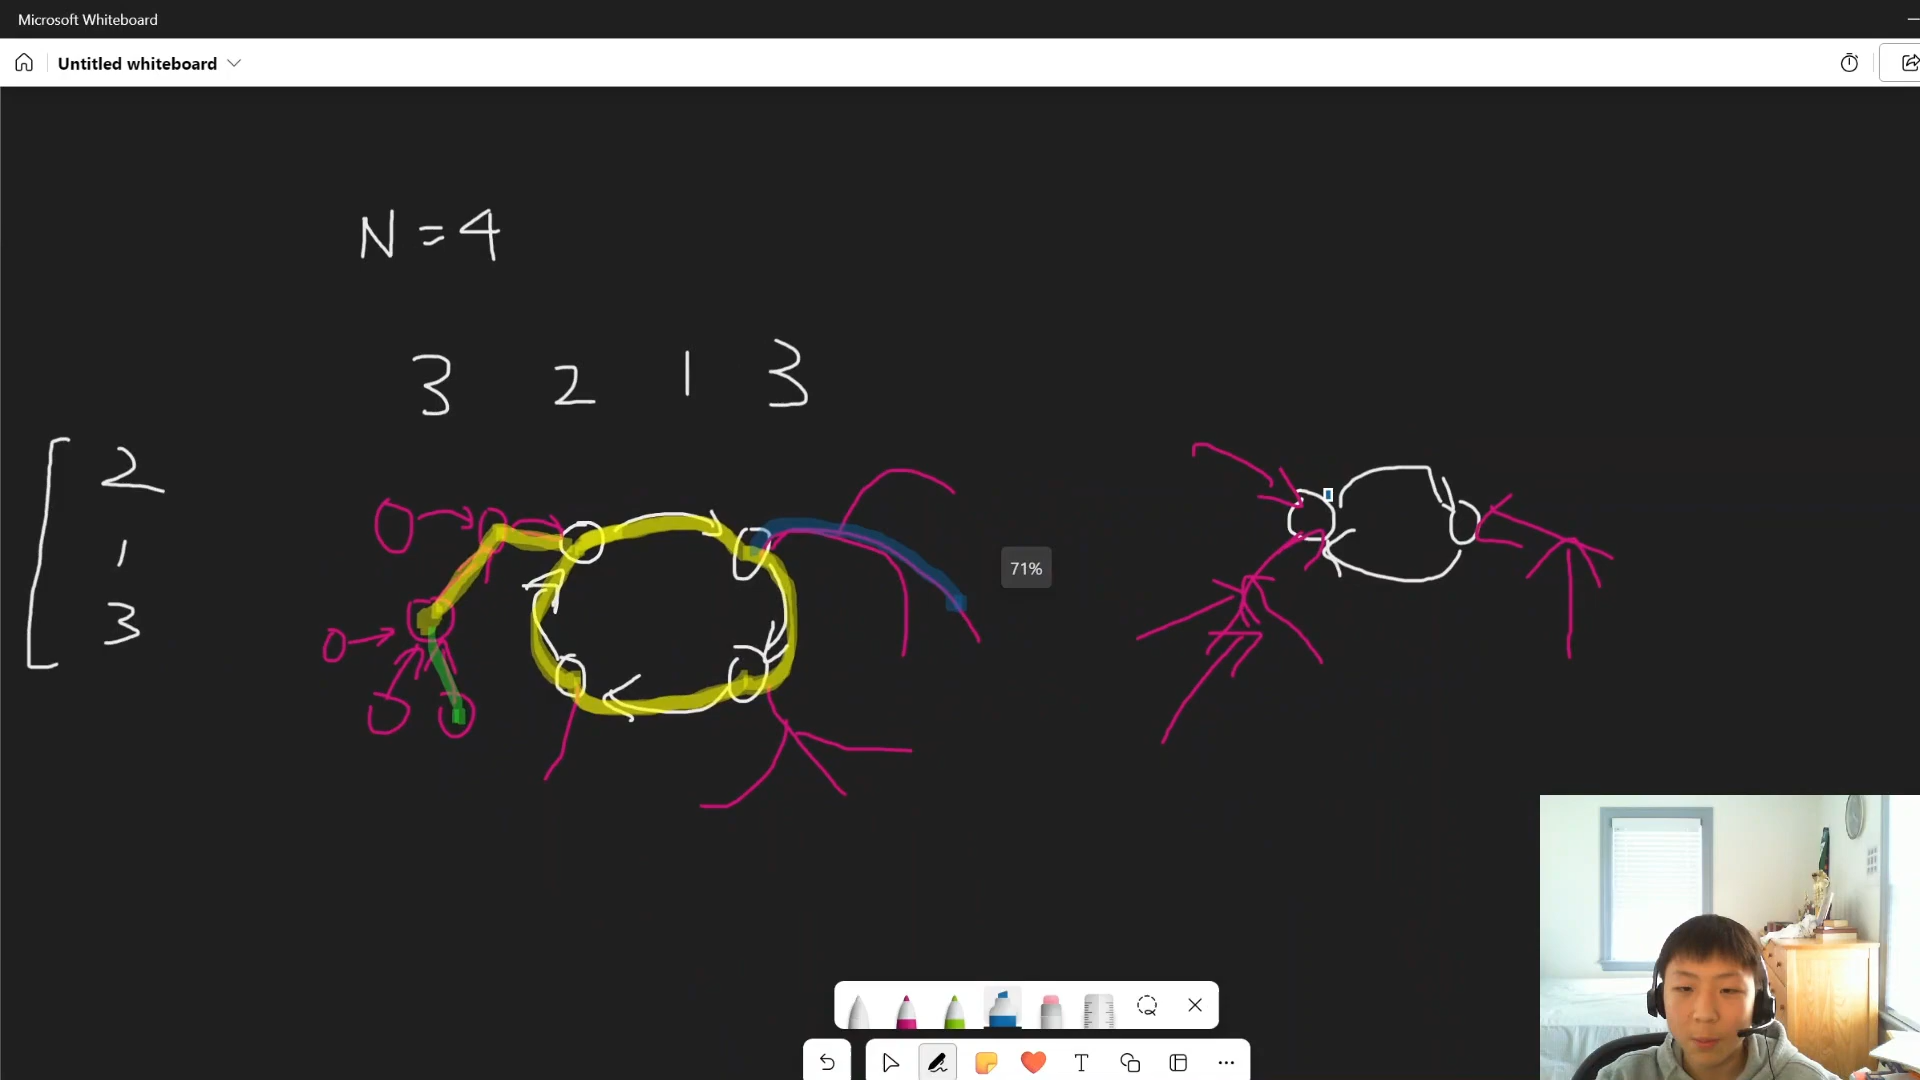 Microsoft Whiteboard
Untitled whiteboard
N = 4
3 2 1 3
2
1
3
71%
T